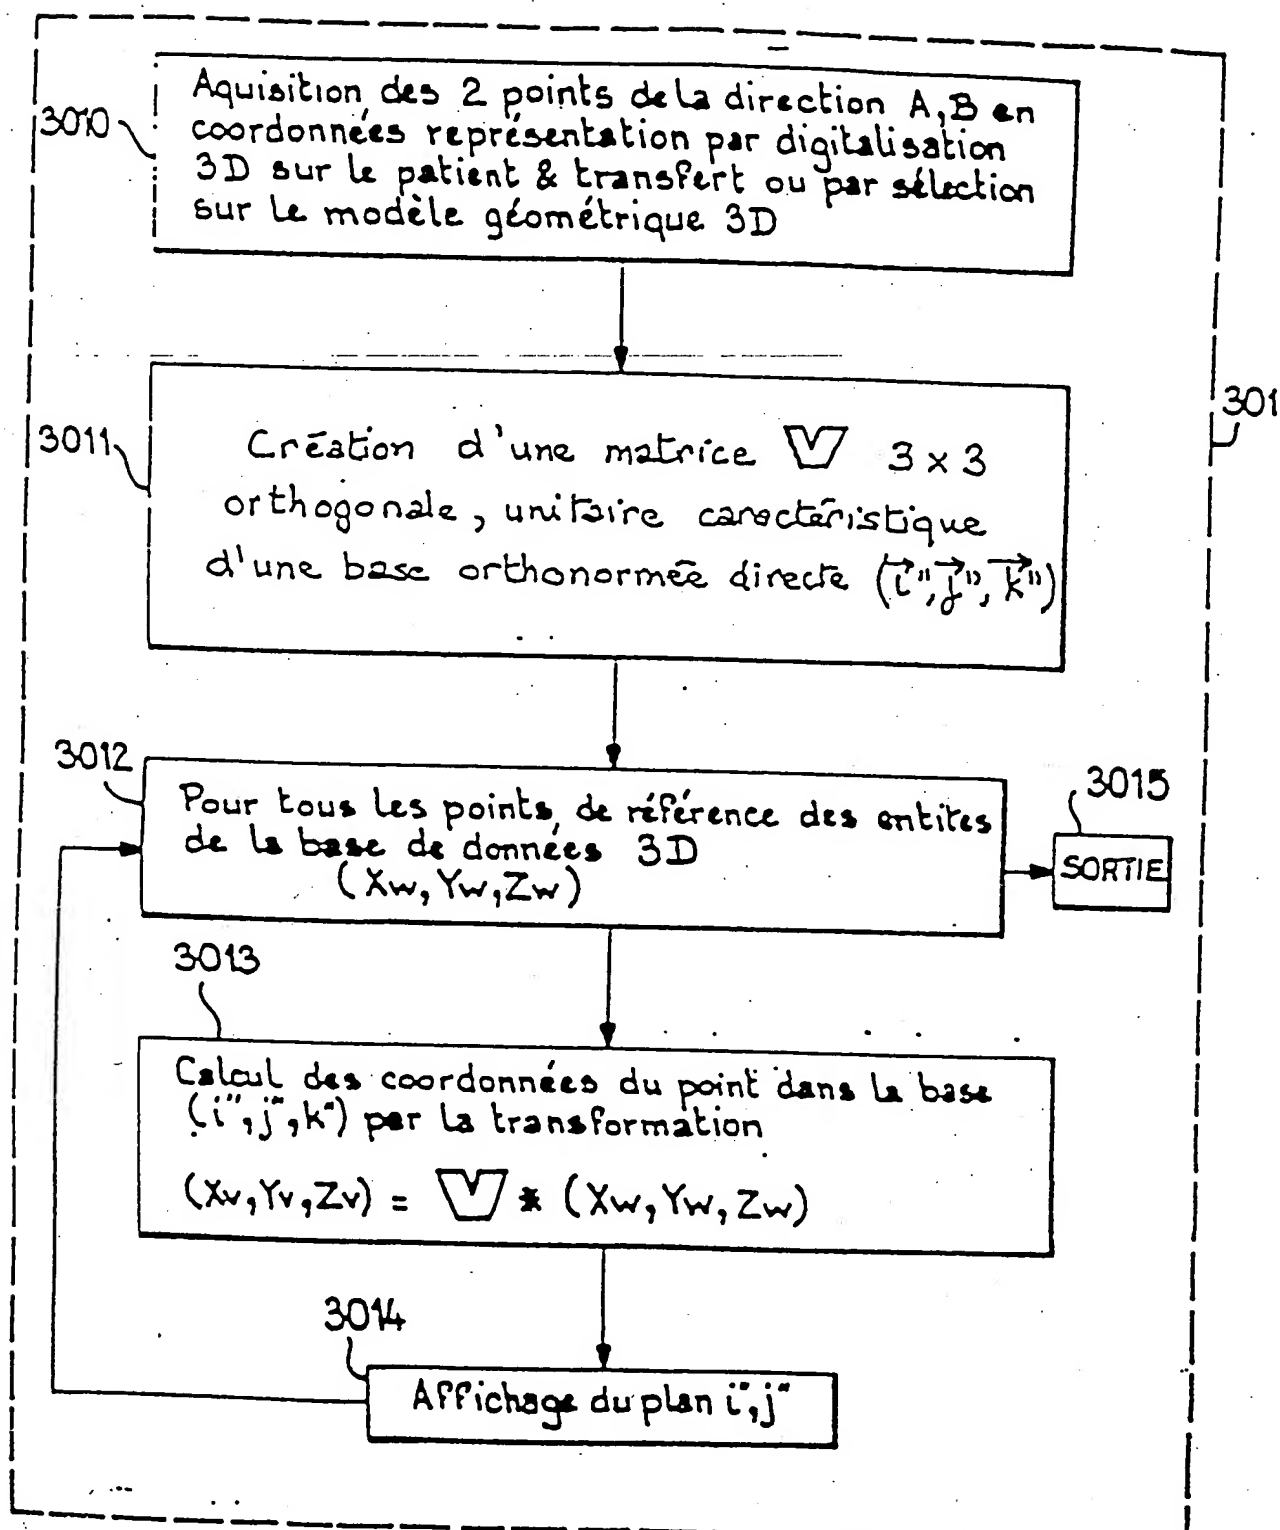 Aquisition des 2 points de la direction A,B en
3010
coordonnées représentation par digitalisation
3D sur le patient & transfert ou par sélection
sur le modèle géométrique 3D
301
3011
Création d'une matrice V 3 x 3
orthogonale, unitaire caractéristique
d'une base orthonormée directe (i", j", k")
3012
Pour tous les points, de référence des entites
de la base de données 3D
(Xw, Yw, Zw)
3015
SORTIE
3013
Calcul des coordonnées du point dans la base
(i", j", k") par la transformation
(Xv, Yv, Zv) = V * (Xw, Yw, Zw)
3014
Affichage du plan i", j"